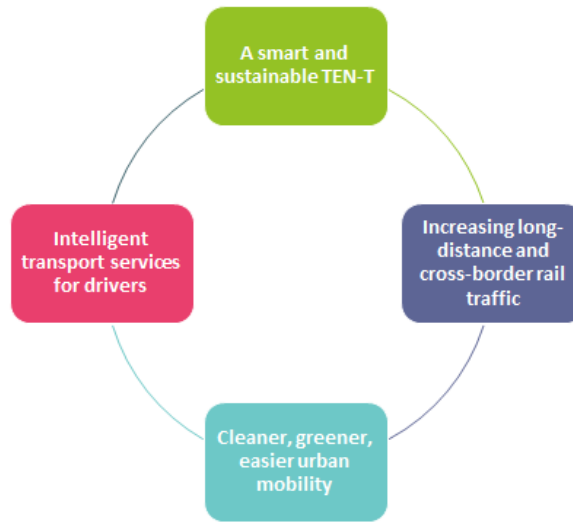 A smart and
sustainable TEN-T
Increasing long-
distance and
cross-border rail
traffic
Cleaner, greener,
easier urban
mobility
Intelligent
transport services
for drivers